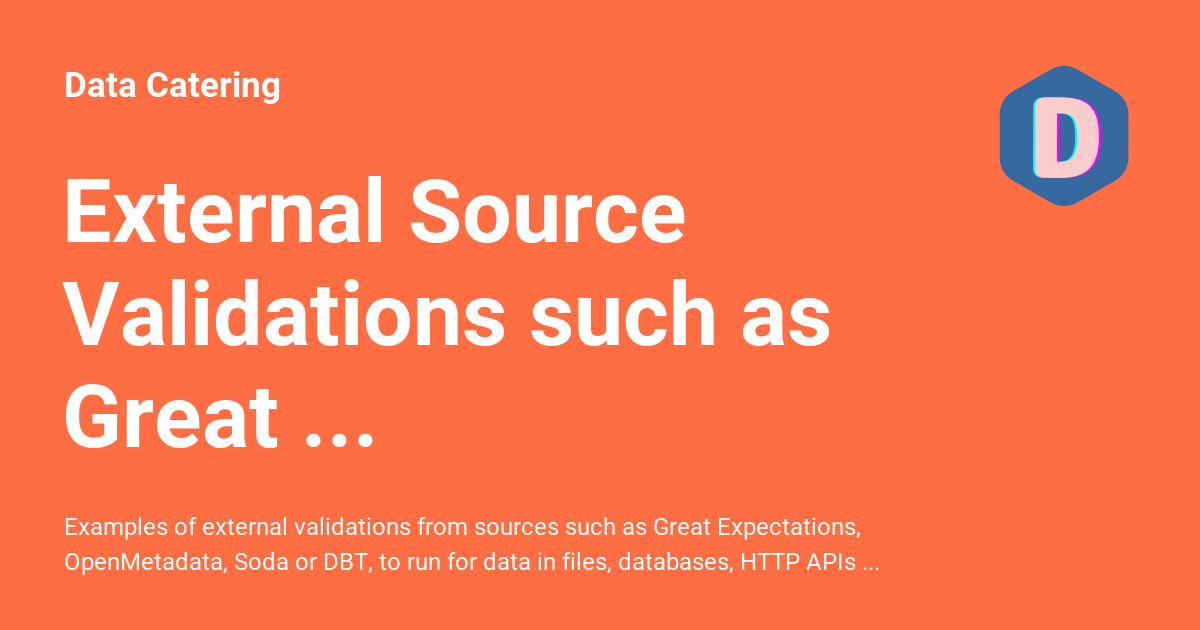 Data Catering
D
External Source
Validations such as
Great ...
Examples of external validations from sources such as Great Expectations,
OpenMetadata, Soda or DBT, to run for data in files, databases, HTTP APIs ...